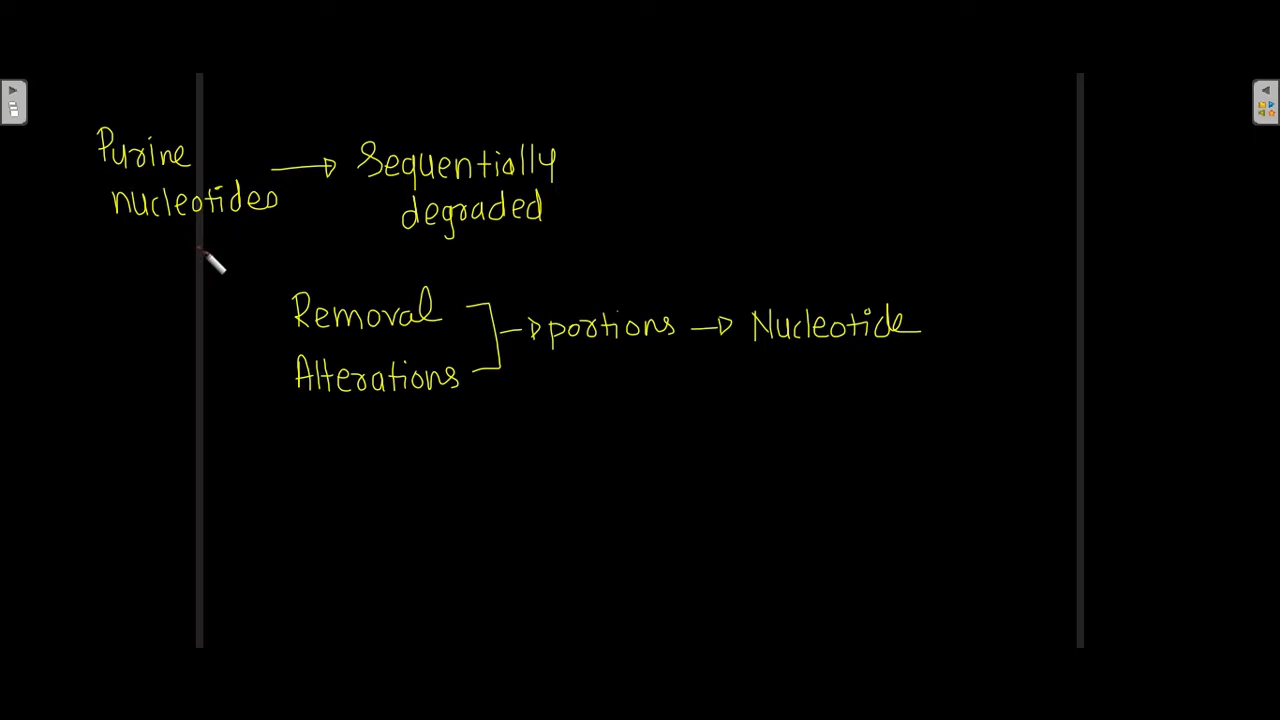 Purine
nucleotides → Sequentially
degraded
Removal
Alterations → portions → Nucleotide